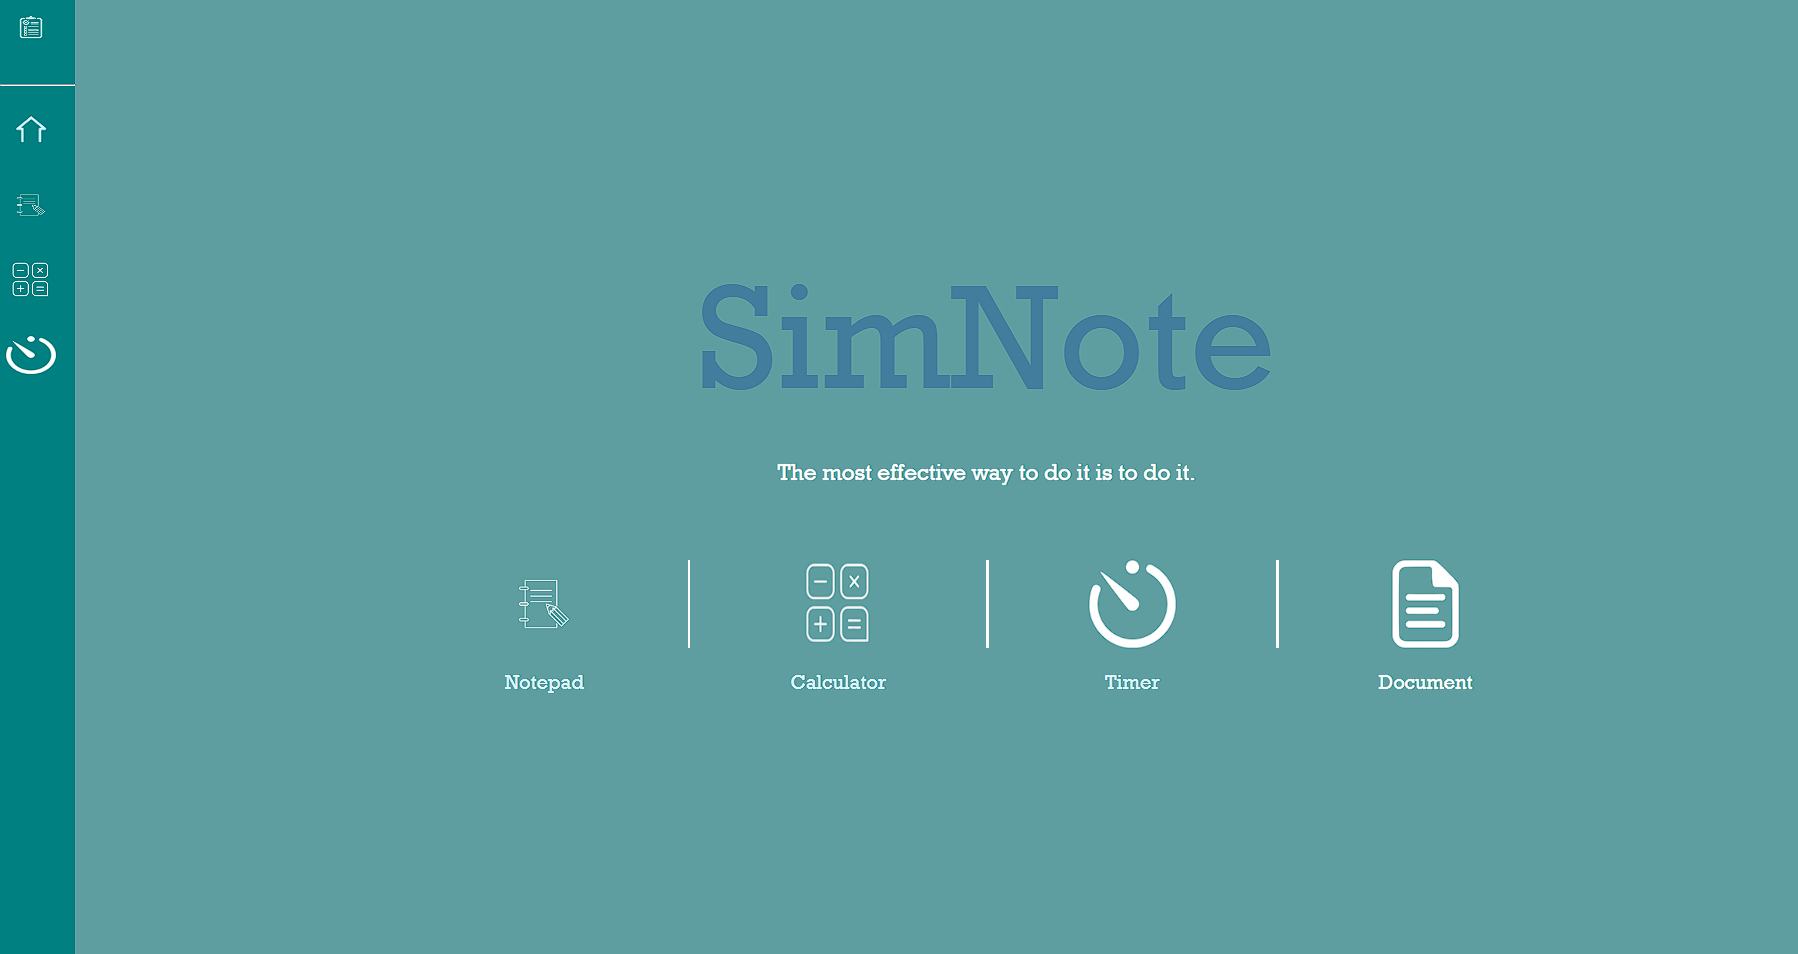 SimNote
The most effective way to do it is to do it.
Notepad
Calculator
Timer
Document